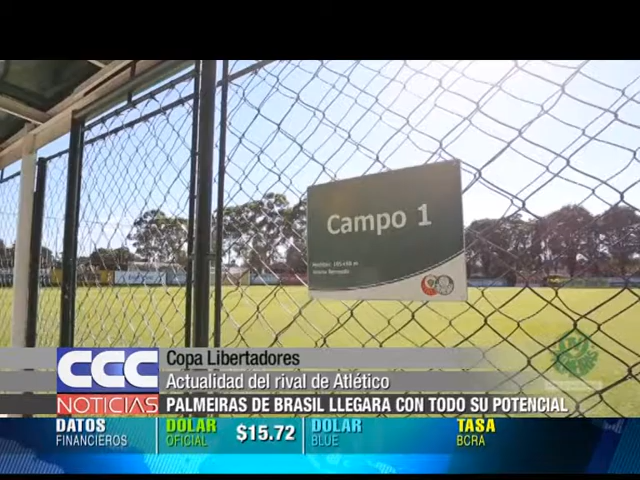 Campo 1
CCC
NOTICIAS
Copa Libertadores
Actualidad del rival de Atlético
PALMEIRAS DE BRASIL LLEGARA CON TODO SU POTENCIAL
DATOS
FINANCIEROS
DOLAR
OFICIAL
$15.72
DOLAR
BLUE
TASA
BCRA